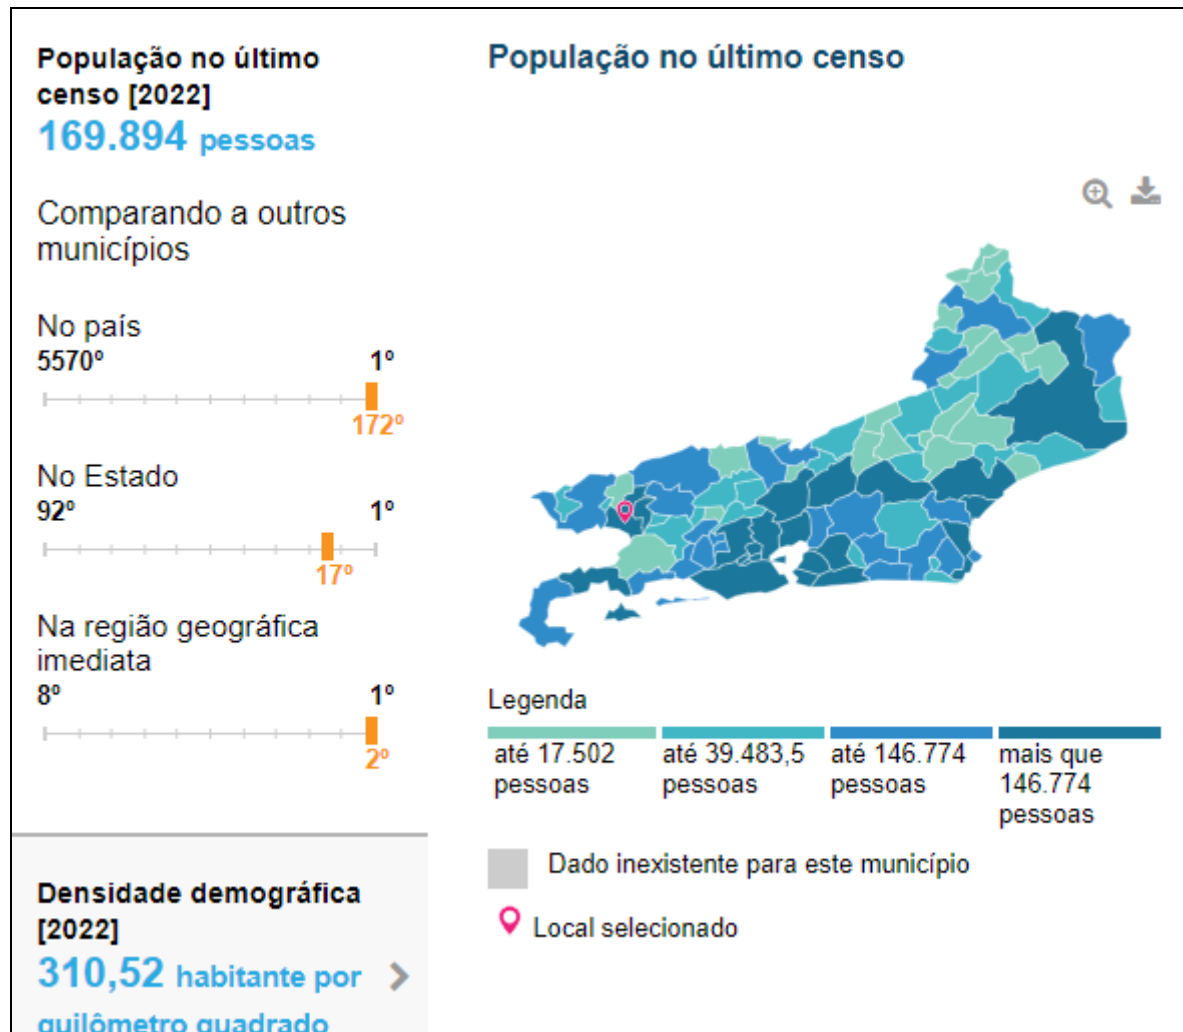 População no último
censo [2022]
169.894 pessoas
Comparando a outros
municípios
No país
5570º 1º
172º
No Estado
92º 1º
17º
Na região geográfica
imediata
8º 1º
2º
Densidade demográfica
[2022]
310,52 habitante por
quilômetro quadrado
População no último censo
Legenda
até 17.502
pessoas
até 39.483,5
pessoas
até 146.774
pessoas
mais que
146.774
pessoas
Dado inexistente para este município
Local selecionado